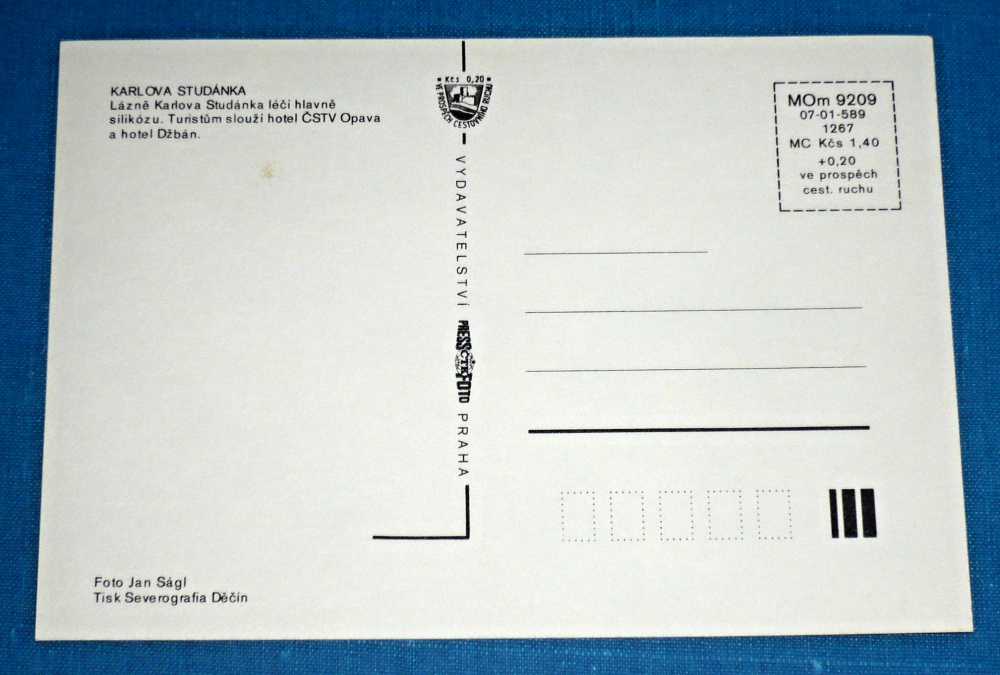 KARLOVA STUDÁNKA
Lázně Karlova Studánka léčí hlavně
silikózu. Turistům slouží hotel ČSTV Opava
a hotel Džbán.
Kčs 0,20
VE PROSPĚCH CESTOVNÍHO RUCHU
VYDAVATELSTVÍ PRESSFOTO PRAHA
ČTK
MOm 9209
07-01-589
1267
MC Kčs 1,40
+0,20
ve prospěch
cest. ruchu
Foto Jan Ságl
Tisk Severografia Děčín